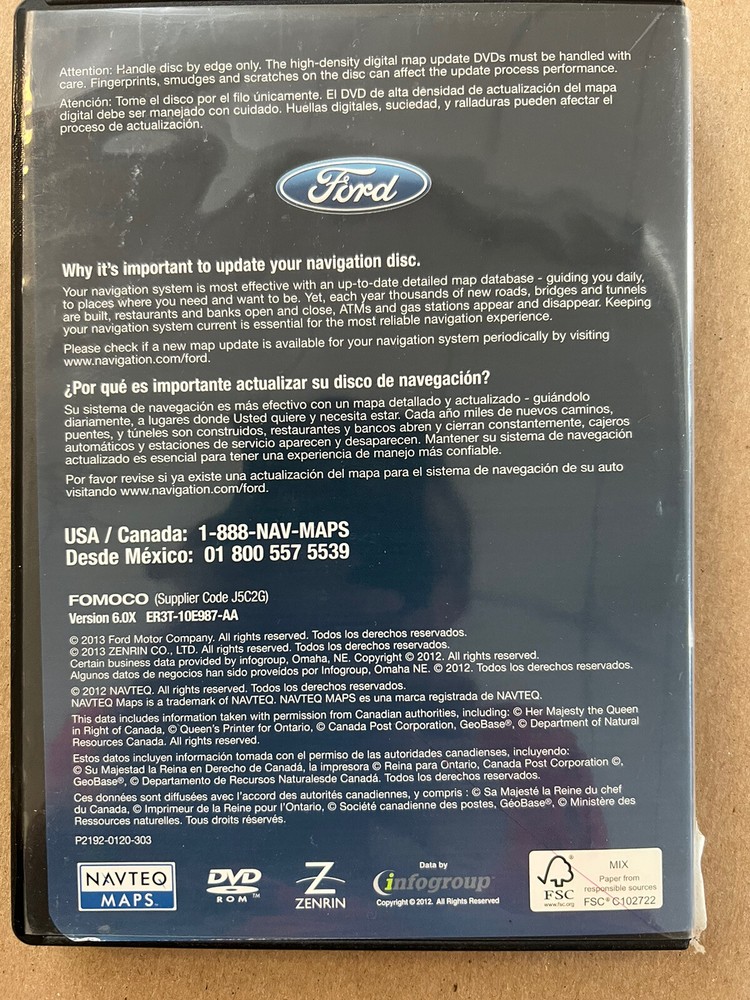 Attention: Handle disc by edge only. The high-density digital map update DVDs must be handled with
care. Fingerprints, smudges and scratches on the disc can affect the update process performance.
Atención: Tome el disco por el filo únicamente. El DVD de alta densidad de actualización del mapa
digital debe ser manejado con cuidado. Huellas digitales, suciedad, y ralladuras pueden afectar el
proceso de actualización.
Ford
Why it's important to update your navigation disc.
Your navigation system is most effective with an up-to-date detailed map database - guiding you daily,
to places where you need and want to be. Yet, each year thousands of new roads, bridges and tunnels
are built, restaurants and banks open and close, ATMs and gas stations appear and disappear. Keeping
your navigation system current is essential for the most reliable navigation experience.
Please check if a new map update is available for your navigation system periodically by visiting
www.navigation.com/ford.
¿Por qué es importante actualizar su disco de navegación?
Su sistema de navegación es más efectivo con un mapa detallado y actualizado - guiándolo
diariamente, a lugares donde Usted quiere y necesita estar. Cada año miles de nuevos caminos,
puentes, y túneles son construidos, restaurantes y bancos abren y cierran constantemente, cajeros
automáticos y estaciones de servicio aparecen y desaparecen. Mantener su sistema de navegación
actualizado es esencial para tener una experiencia de manejo más confiable.
Por favor revise si ya existe una actualización del mapa para el sistema de navegación de su auto
visitando www.navigation.com/ford.
USA / Canada: 1-888-NAV-MAPS
Desde México: 01 800 557 5539
FOMOCO (Supplier Code J5C2G)
Version 6.0X ER3T-10E987-AA
© 2013 Ford Motor Company. All rights reserved. Todos los derechos reservados.
© 2013 ZENRIN CO., LTD. All rights reserved. Todos los derechos reservados.
Certain business data provided by infogroup, Omaha, NE. Copyright © 2012. All rights reserved.
Algunos datos de negocios han sido proveídos por Infogroup, Omaha NE. © 2012. Todos los derechos reservados.
© 2012 NAVTEQ. All rights reserved. Todos los derechos reservados.
NAVTEQ Maps is a trademark of NAVTEQ. NAVTEQ MAPS es una marca registrada de NAVTEQ.
This data includes information taken with permission from Canadian authorities, including: © Her Majesty the Queen
in Right of Canada, © Queen's Printer for Ontario, © Canada Post Corporation, GeoBase®, © Department of Natural
Resources Canada. All rights reserved.
Estos datos incluyen información tomada con el permiso de las autoridades canadienses, incluyendo:
© Su Majestad la Reina en Derecho de Canadá, la impresora © Reina para Ontario, Canada Post Corporation ©,
GeoBase®, © Departamento de Recursos Naturalesde Canadá. Todos los derechos reservados.
Ces données sont diffusées avec l'accord des autorités canadiennes, y compris : © Sa Majesté la Reine du chef
du Canada, © Imprimeur de la Reine pour l'Ontario, © Société canadienne des postes, GéoBase®, © Ministère des
Ressources naturelles. Tous droits réservés.
P2192-0120-303
NAVTEQ
MAPS™
DVD
ROM™
Z
ZENRIN
Data by
infogroup
Copyright © 2012. All Rights Reserved
FSC
www.fsc.org
MIX
Paper from
responsible sources
FSC® C102722